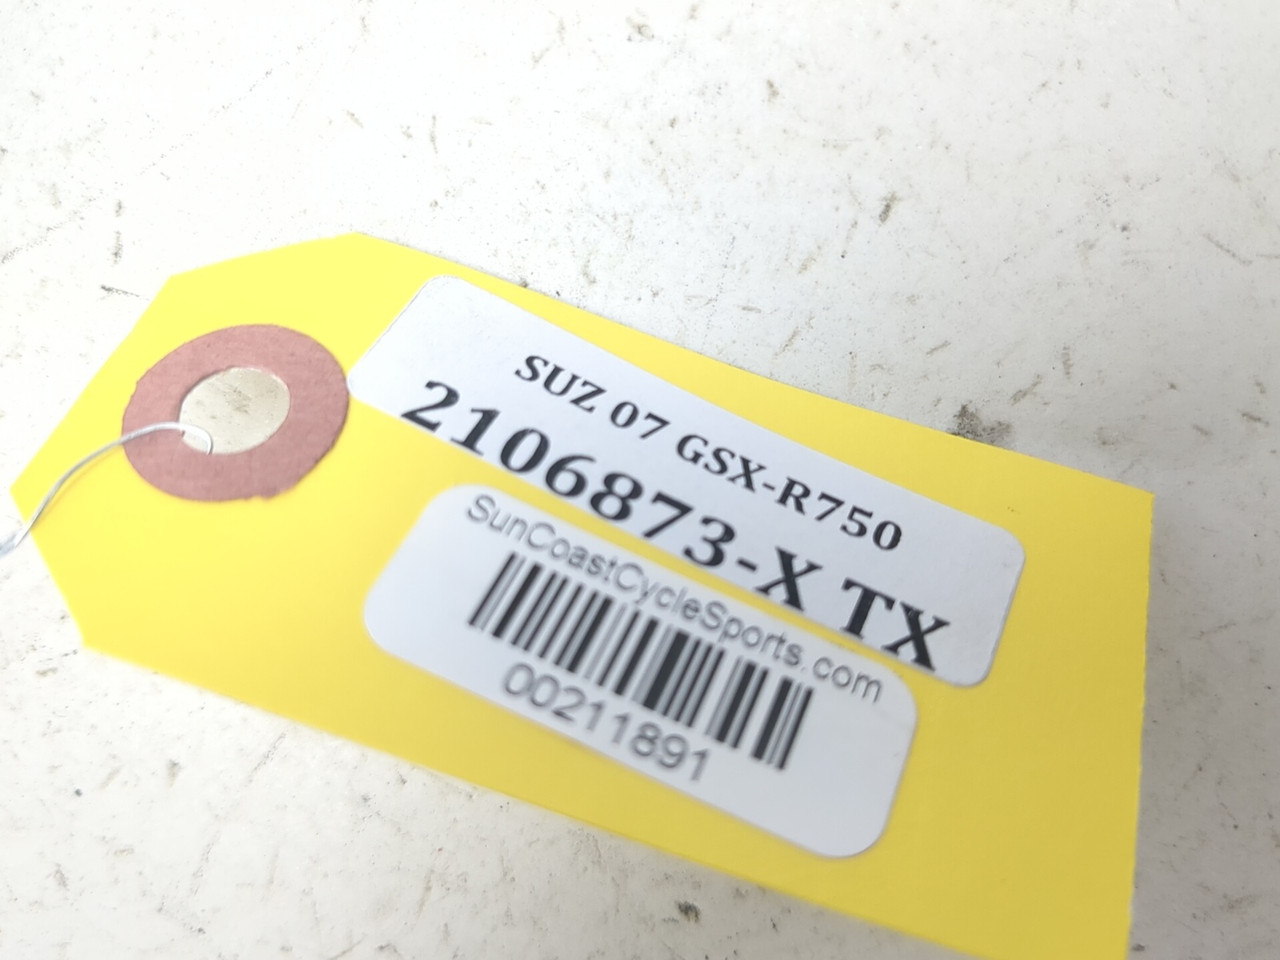 SUZ 07 GSX-R750
2106873-X TX
SunCoastCycleSports.com
00211891